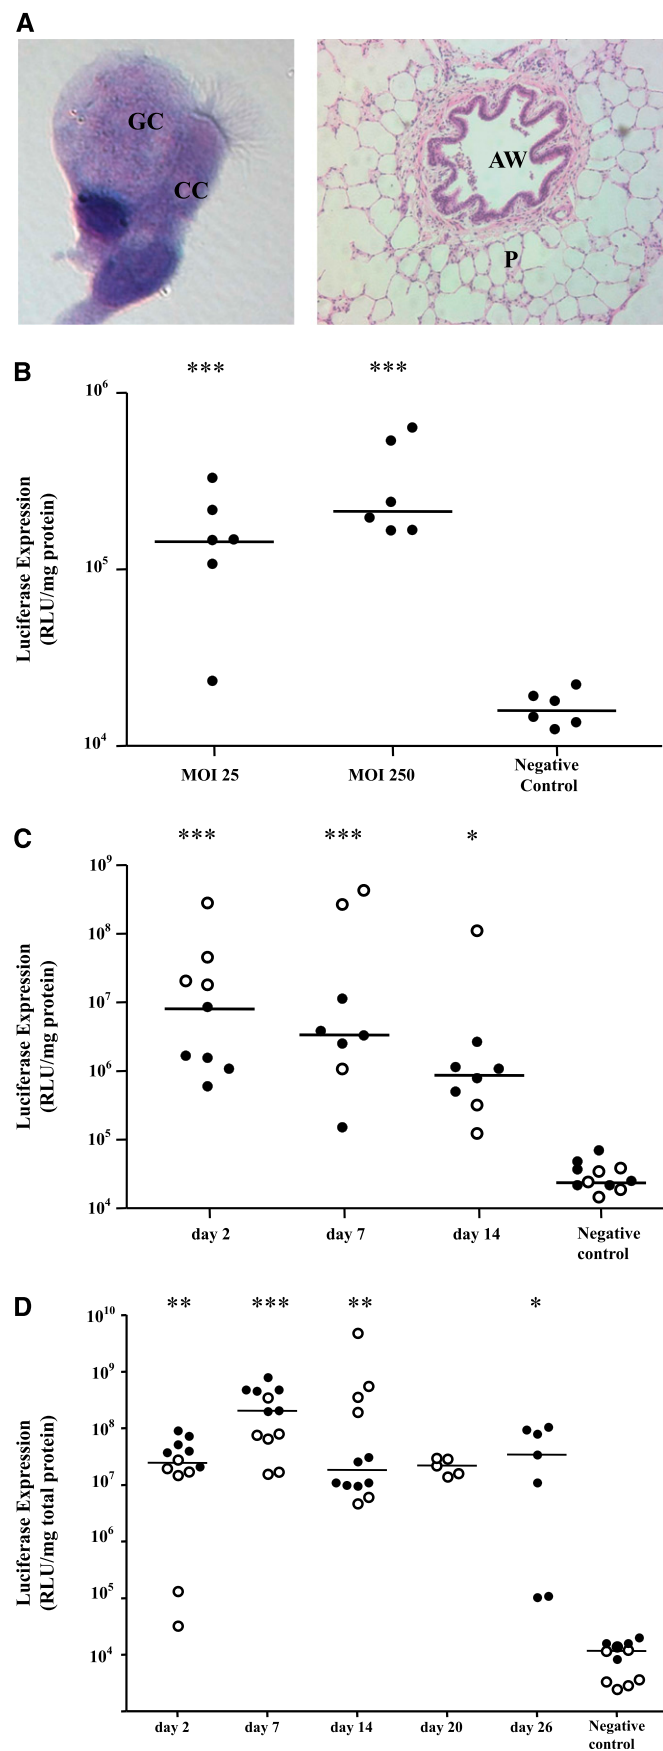 A
GC
CC
AW
P
B
*** ***
10⁶
10⁵
10⁴
Luciferase Expression
(RLU/mg protein)
MOI 25 MOI 250 Negative
Control
C
*** *** *
10⁹
10⁸
10⁷
10⁶
10⁵
10⁴
Luciferase Expression
(RLU/mg protein)
day 2 day 7 day 14 Negative
control
D
** *** ** *
10¹⁰
10⁹
10⁸
10⁷
10⁶
10⁵
10⁴
Luciferase Expression
(RLU/mg total protein)
day 2 day 7 day 14 day 20 day 26 Negative
control